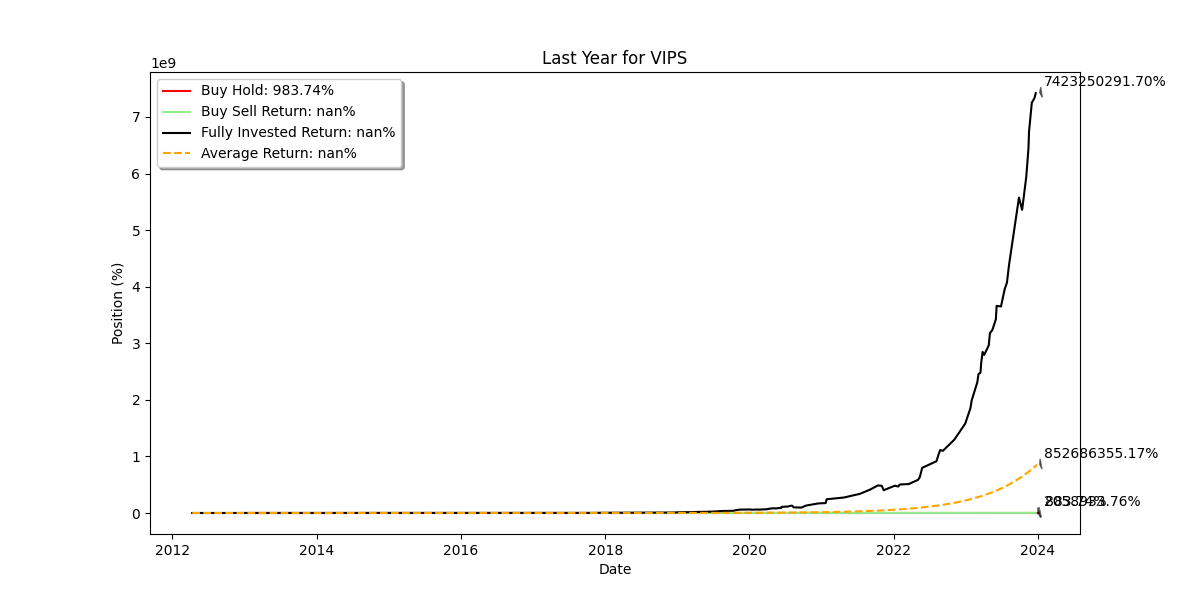 Last Year for VIPS
1e9
Buy Hold: 983.74%
Buy Sell Return: nan%
Fully Invested Return: nan%
Average Return: nan%
7423250291.70%
852686355.17%
7
6
5
4
3
2
1
0
Position (%)
2012
2014
2016
2018
2020
2022
2024
Date